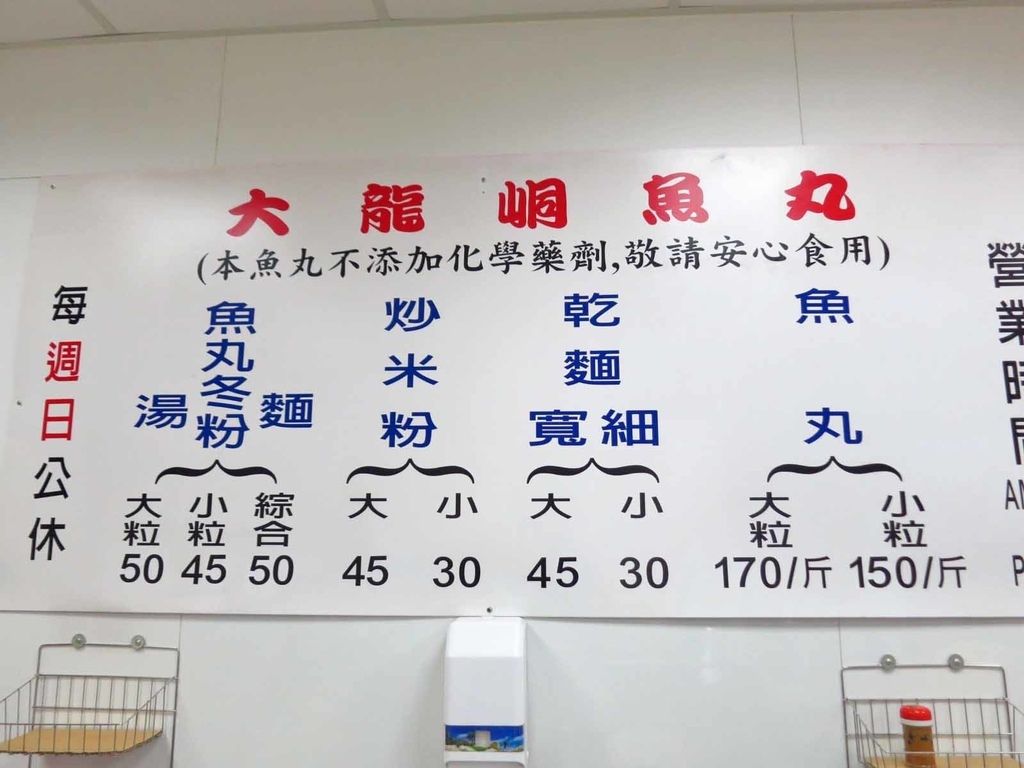 大龍峒魚丸
(本魚丸不添加化學藥劑,敬請安心食用)
每週日公休
魚丸
湯 冬粉 麵
大粒 小粒 綜合
50 45 50
炒米粉
大 小
45 30
乾麵
寬 細
大 小
45 30
魚丸
大粒 小粒
170/斤 150/斤
營業時間
AM
P